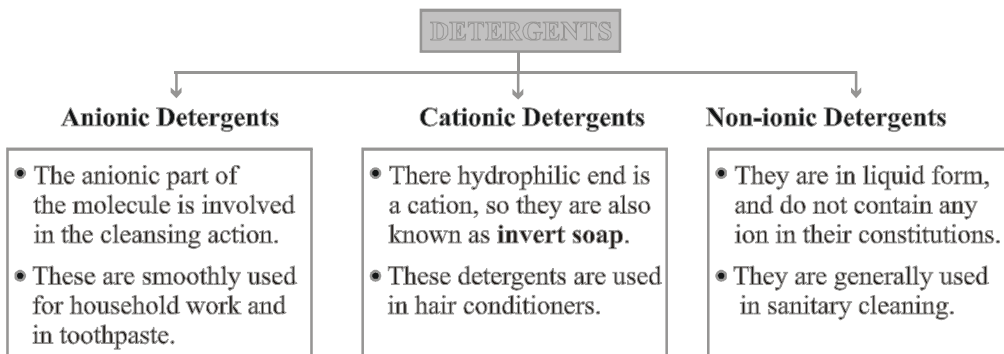 DETERGENTS
Anionic Detergents
• The anionic part of
the molecule is involved
in the cleansing action.
• These are smoothly used
for household work and
in toothpaste.
Cationic Detergents
• There hydrophilic end is
a cation, so they are also
known as invert soap.
• These detergents are used
in hair conditioners.
Non-ionic Detergents
• They are in liquid form,
and do not contain any
ion in their constitutions.
• They are generally used
in sanitary cleaning.